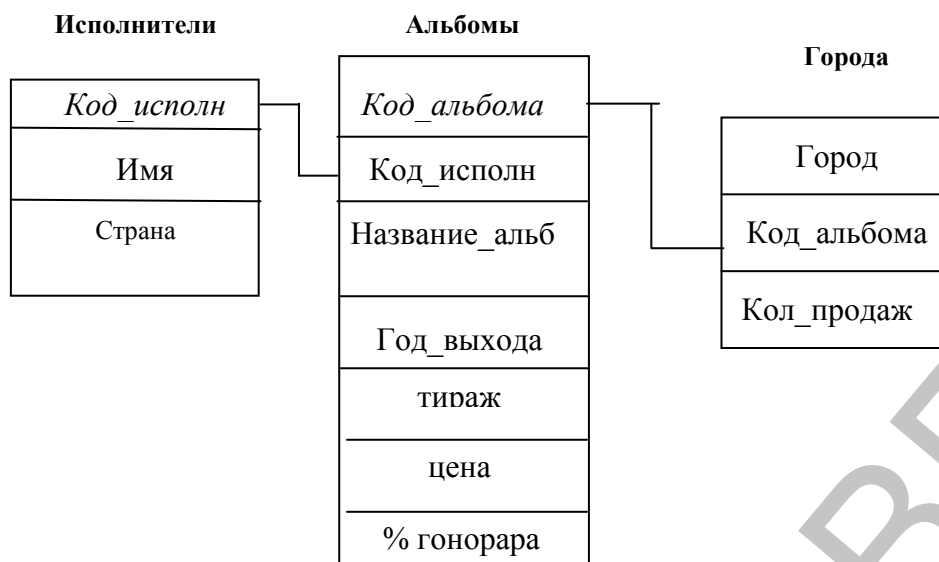 Исполнители
Код_исполн
Имя
Страна
Альбомы
Код_альбома
Код_исполн
Название_альб
Год_выхода
тираж
цена
% гонорара
Города
Город
Код_альбома
Кол_продаж